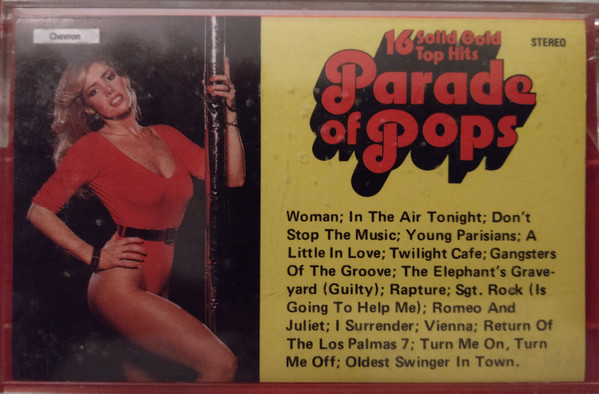 Chevron
16 Solid Gold
Top Hits
STEREO
Parade
of Pops
Woman; In The Air Tonight; Don't
Stop The Music; Young Parisians; A
Little In Love; Twilight Cafe; Gangsters
Of The Groove; The Elephant's Grave-
yard (Guilty); Rapture; Sgt. Rock (Is
Going To Help Me); Romeo And
Juliet; I Surrender; Vienna; Return Of
The Los Palmas 7; Turn Me On, Turn
Me Off; Oldest Swinger In Town.